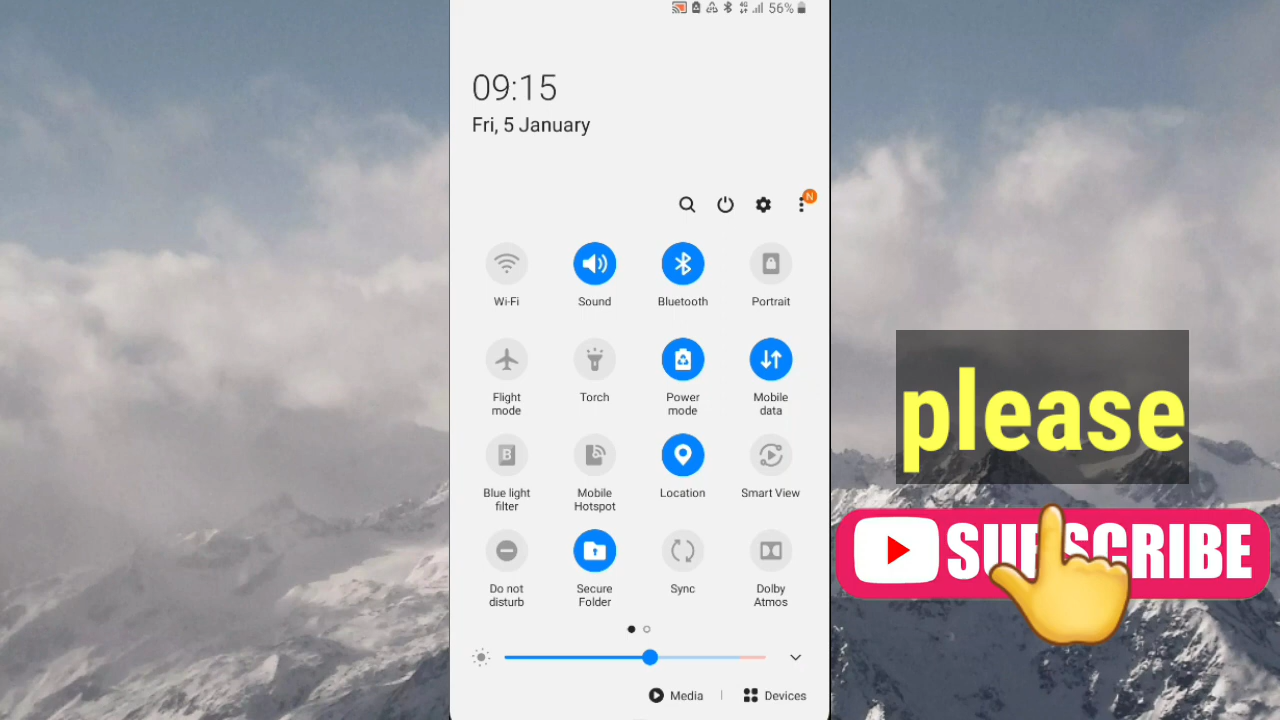 4G 56%
09:15
Fri, 5 January
N
Wi-Fi Sound Bluetooth Portrait
Flight mode Torch Power mode Mobile data
B
Blue light filter Mobile Hotspot Location Smart View
Do not disturb Secure Folder Sync Dolby Atmos
Media | Devices
please
SUBSCRIBE